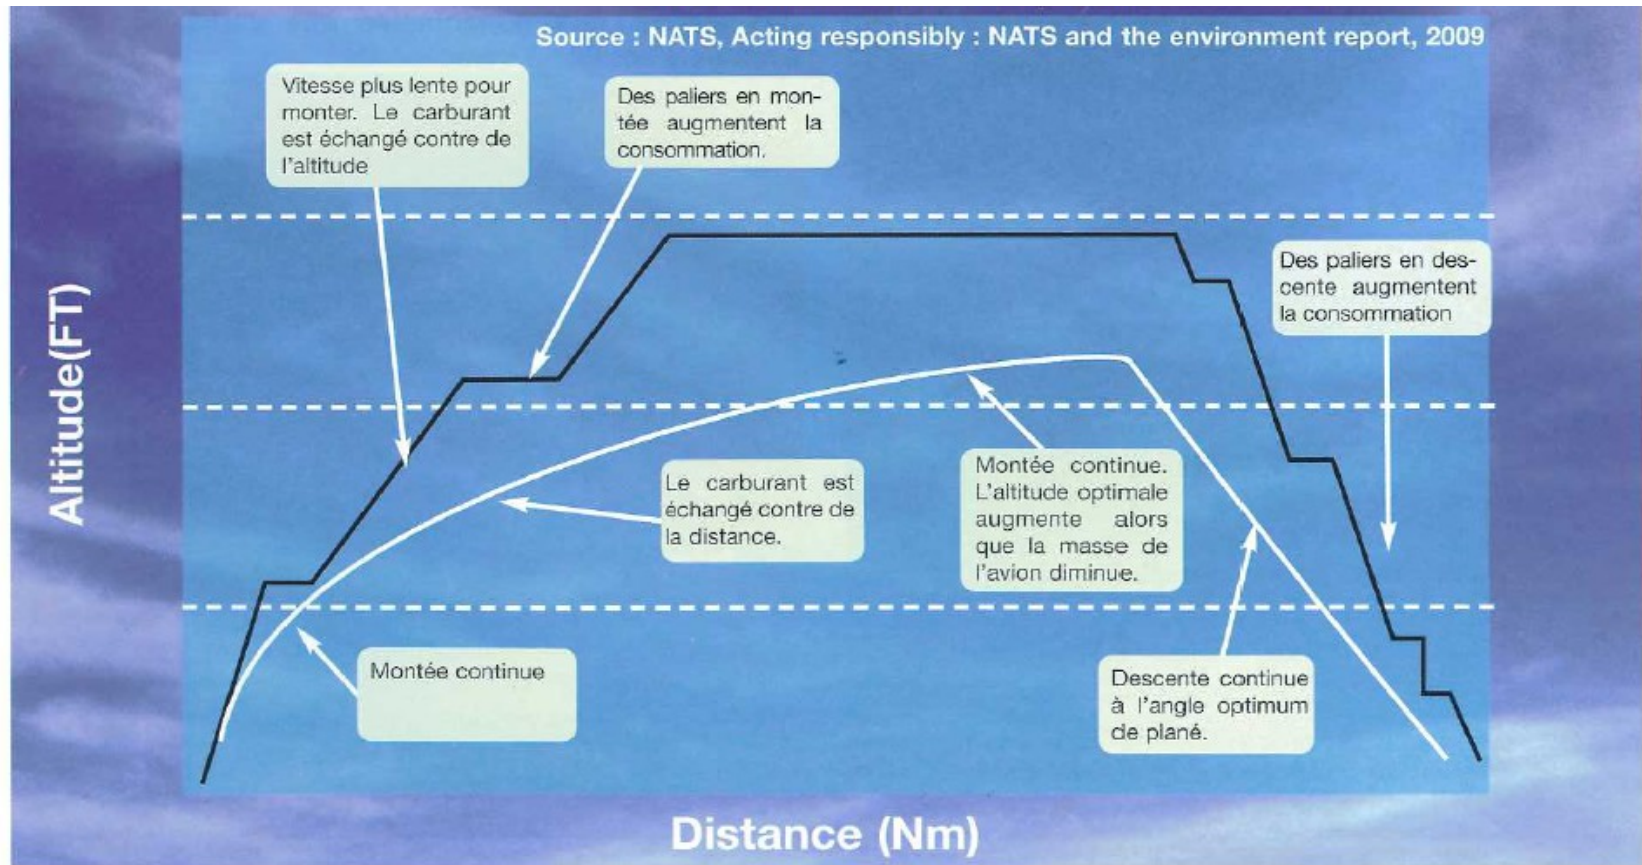 Source : NATS, Acting responsibly : NATS and the environment report, 2009
Vitesse plus lente pour
monter. Le carburant
est échangé contre de
l'altitude
Des paliers en mon-
tée augmentent la
consommation.
Des paliers en des-
cente augmentent
la consommation
Altitude(FT)
Le carburant est
échangé contre de
la distance.
Montée continue.
L'altitude optimale
augmente alors
que la masse de
l'avion diminue.
Montée continue
Descente continue
à l'angle optimum
de plané.
Distance (Nm)